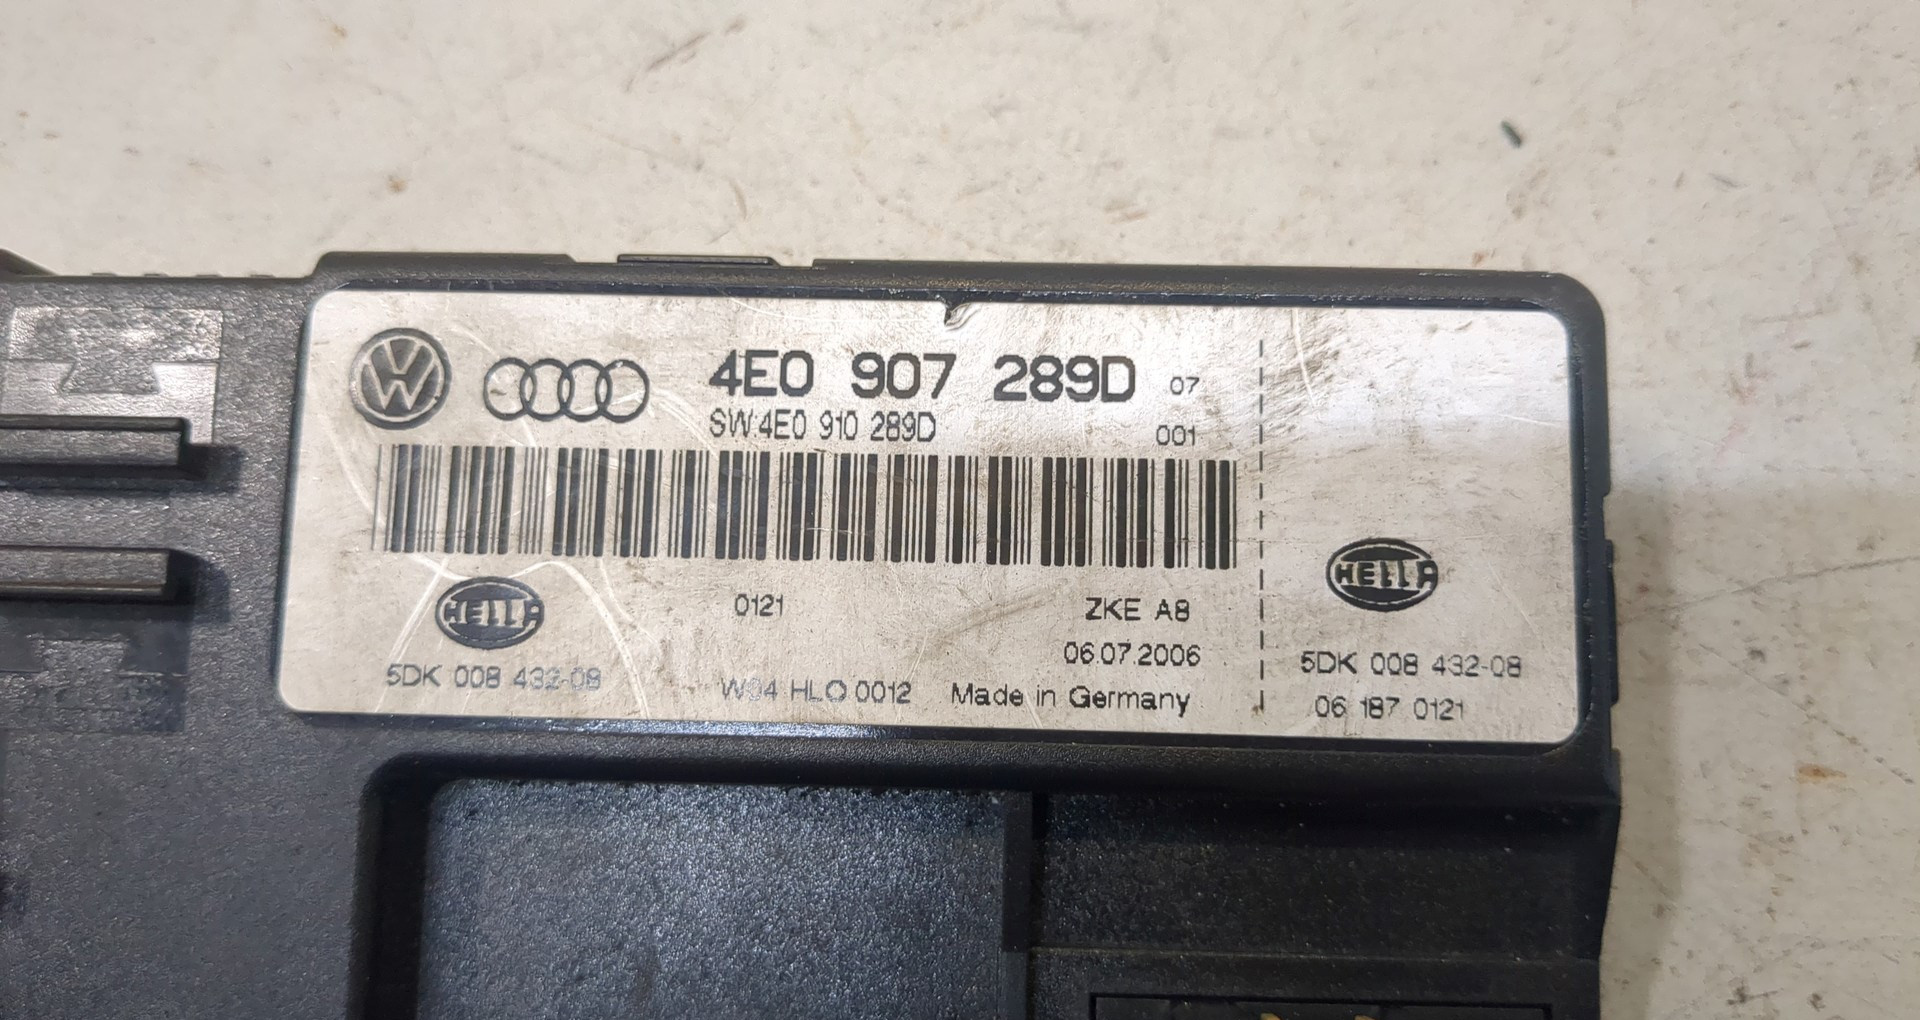 4E0 907 289D 07
SW:4E0 910 289D 001
HELLA
0121
ZKE A8
06.07.2006
5DK 008 432-08
W04 HLO 0012
Made in Germany
HELLA
5DK 008 432-08
06 187 0121